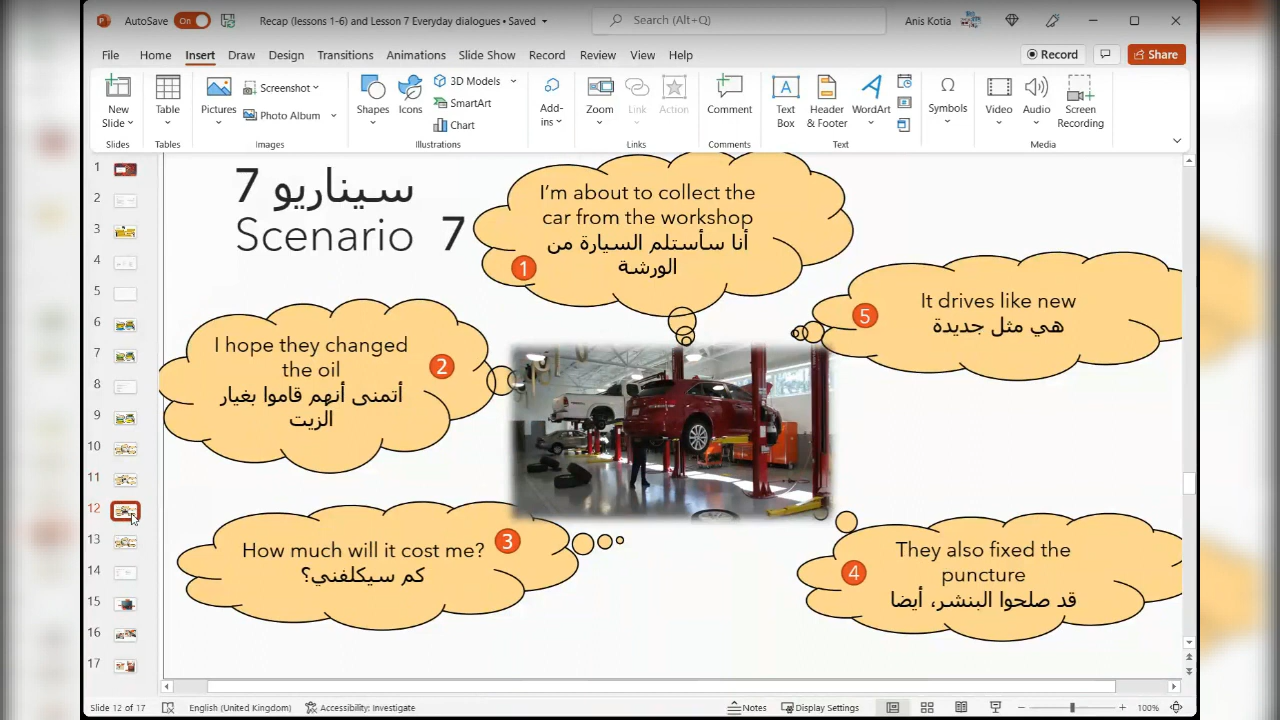 AutoSave On Recap (lessons 1-6) and Lesson 7 Everyday dialogues • Saved Search (Alt+Q) Anis Kotia
File Home Insert Draw Design Transitions Animations Slide Show Record Review View Help Record Share
New Slide Table Pictures Screenshot Photo Album Shapes Icons 3D Models SmartArt Chart Add-ins Zoom Link Action Comment Text Box Header & Footer WordArt Symbols Video Audio Screen Recording
Slides Tables Images Illustrations Links Comments Text Media
1
2
3
4
5
6
7
8
9
10
11
12
13
14
15
16
17
سيناريو 7
Scenario 7
I'm about to collect the
car from the workshop
أنا سأستلم السيارة من
الورشة
1
I hope they changed
the oil
أتمنى أنهم قاموا بغيار
الزيت
2
How much will it cost me?
كم سيكلفني؟
3
They also fixed the
puncture
قد صلحوا البنشر، أيضا
4
It drives like new
هي مثل جديدة
5
Slide 12 of 17 English (United Kingdom) Accessibility: Investigate Notes Display Settings 100%